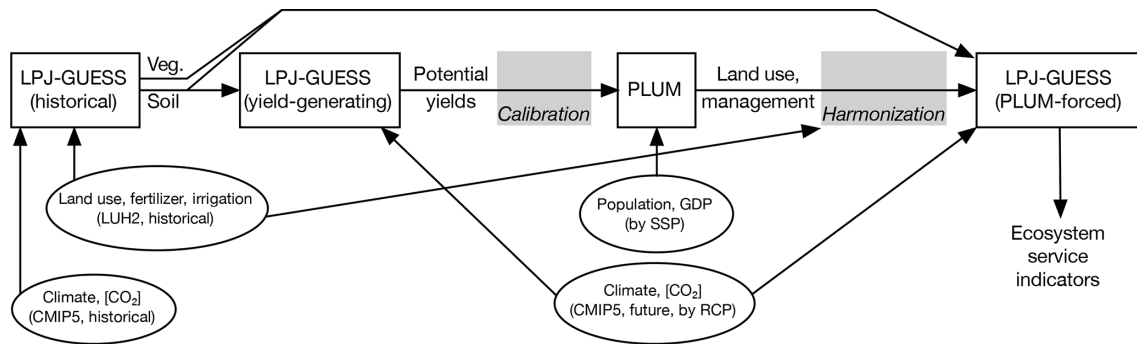 LPJ-GUESS
(historical)
Veg.
Soil
LPJ-GUESS
(yield-generating)
Potential
yields
Calibration
PLUM
Land use,
management
Harmonization
LPJ-GUESS
(PLUM-forced)
Land use, fertilizer, irrigation
(LUH2, historical)
Population, GDP
(by SSP)
Ecosystem
service
indicators
Climate, [CO₂]
(CMIP5, historical)
Climate, [CO₂]
(CMIP5, future, by RCP)